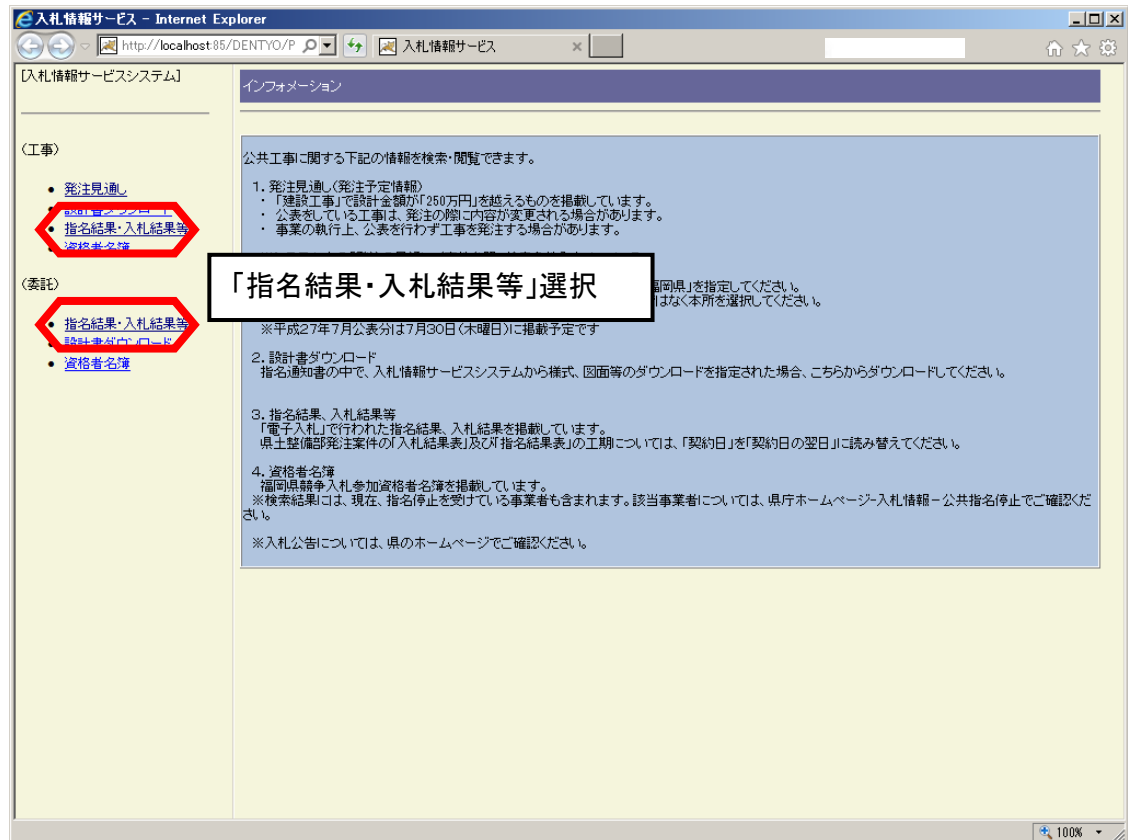 入札情報サービス - Internet Explorer
http://localhost:85/DENTYO/P
入札情報サービス
[入札情報サービスシステム]
インフォメーション
(工事)
発注見通し
設計書ダウンロード
指名結果・入札結果等
資格者名簿
(委託)
指名結果・入札結果等
設計書ダウンロード
資格者名簿
公共工事に関する下記の情報を検索・閲覧できます。
1. 発注見通し(発注予定情報)
・「建設工事」で設計金額が「250万円」を越えるものを掲載しています。
・ 公表をしている工事は、発注の際に内容が変更される場合があります。
・ 事業の執行上、公表を行わず工事を発注する場合があります。
「指名結果・入札結果等」選択
福岡県」を指定してください。
はなく本所を選択してください。
※平成27年7月公表分は7月30日(木曜日)に掲載予定です
2. 設計書ダウンロード
指名通知書の中で、入札情報サービスシステムから様式、図面等のダウンロードを指定された場合、こちらからダウンロードしてください。
3. 指名結果、入札結果等
「電子入札」で行われた指名結果、入札結果を掲載しています。
県土整備部発注案件の「入札結果表」及び「指名結果表」の工期については、「契約日」を「契約日の翌日」に読み替えてください。
4. 資格者名簿
福岡県競争入札参加資格者名簿を掲載しています。
※検索結果には、現在、指名停止を受けている事業者も含まれます。該当事業者については、県庁ホームページ-入札情報-公共指名停止でご確認くだ
さい。
※入札公告については、県のホームページでご確認ください。
100%